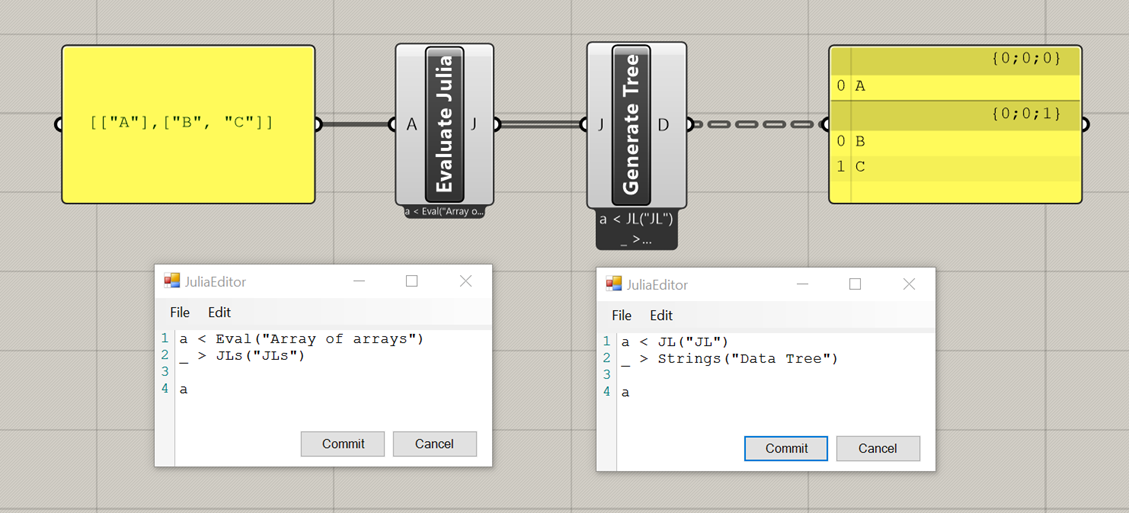 [["A"],["B", "C"]]
A
Evaluate Julia
J
a < Eval("Array o...
J
Generate Tree
D
a < JL("JL")
_ >...
{0;0;0}
0 A
{0;0;1}
0 B
1 C
JuliaEditor
File Edit
1 a < Eval("Array of arrays")
2 _ > JLs("JLs")
3
4 a
Commit Cancel
JuliaEditor
File Edit
1 a < JL("JL")
2 _ > Strings("Data Tree")
3
4 a
Commit Cancel